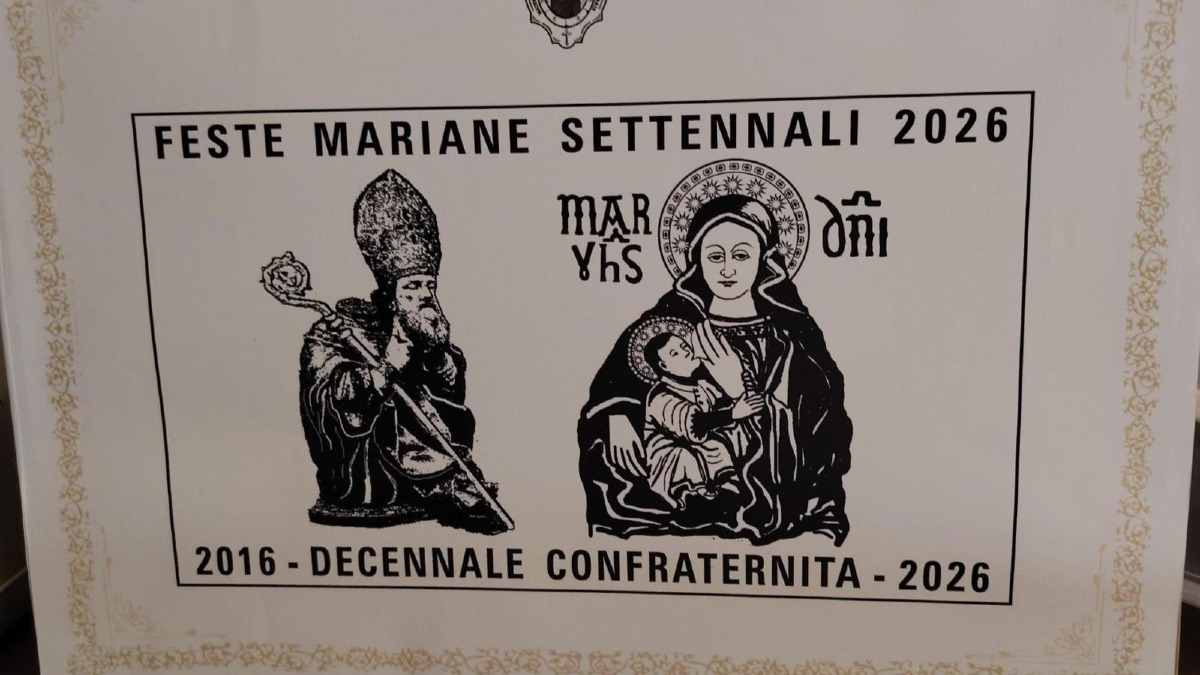 FESTE MARIANE SETTENNALI 2026
MAR
YhS
dñi
2016 - DECENNALE CONFRATERNITA - 2026